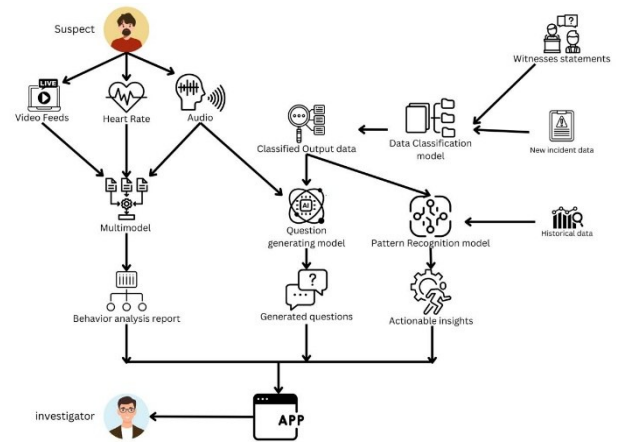 Suspect
Witnesses statements
LIVE
Video Feeds
Heart Rate
Audio
Classified Output data
Data Classification
model
New incident data
AI
Multimodel
Question
generating model
Pattern Recognition model
Historical data
?
Behavior analysis report
Generated questions
Actionable insights
investigator
APP